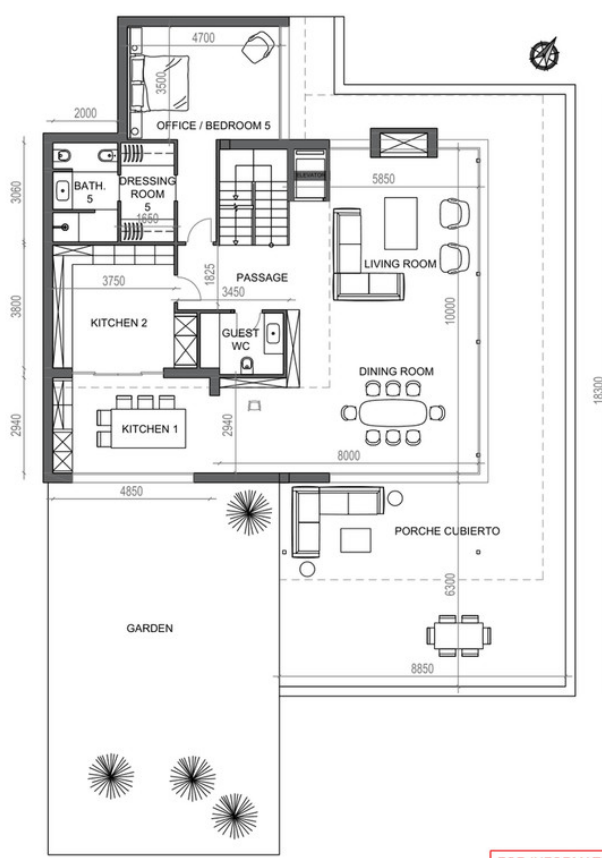 4700
3500
OFFICE / BEDROOM 5
2000
3060
BATH.
5
DRESSING
ROOM
5
1650
ELEVATOR
5850
LIVING ROOM
10000
18300
3750
1825
PASSAGE
3450
3800
KITCHEN 2
GUEST
WC
DINING ROOM
2940
KITCHEN 1
2940
8000
4850
PORCHE CUBIERTO
6300
GARDEN
8850